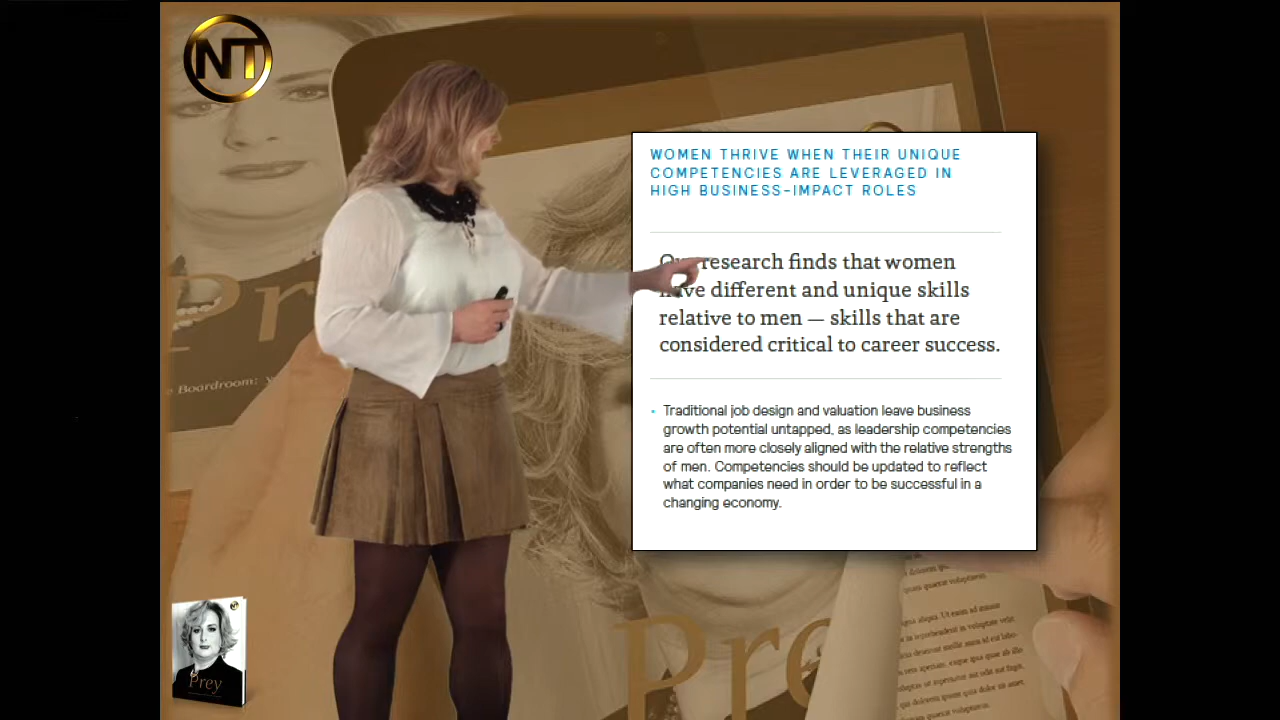 NT
WOMEN THRIVE WHEN THEIR UNIQUE
COMPETENCIES ARE LEVERAGED IN
HIGH BUSINESS-IMPACT ROLES
Our research finds that women
have different and unique skills
relative to men — skills that are
considered critical to career success.
• Traditional job design and valuation leave business
growth potential untapped, as leadership competencies
are often more closely aligned with the relative strengths
of men. Competencies should be updated to reflect
what companies need in order to be successful in a
changing economy.
Pr
e Boardroom:
Prey
Pre